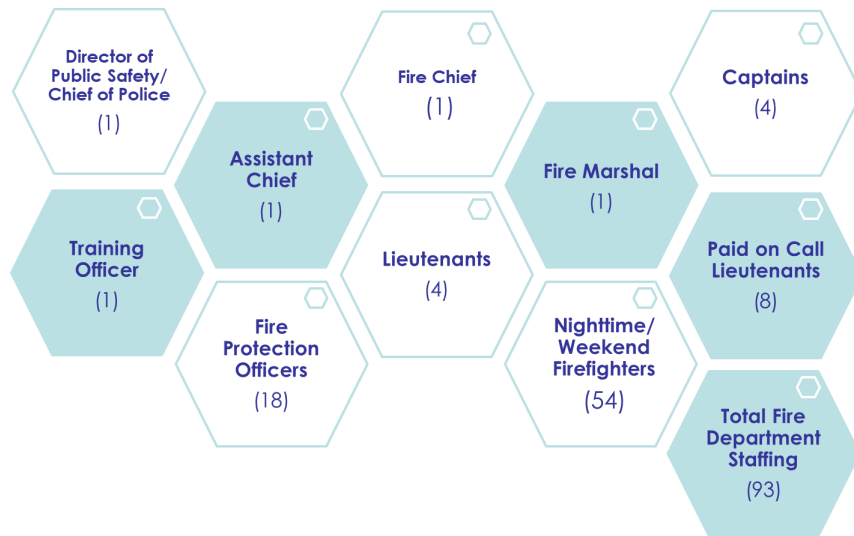 Director of
Public Safety/
Chief of Police
(1)
Fire Chief
(1)
Captains
(4)
Assistant
Chief
(1)
Fire Marshal
(1)
Training
Officer
(1)
Lieutenants
(4)
Paid on Call
Lieutenants
(8)
Fire
Protection
Officers
(18)
Nighttime/
Weekend
Firefighters
(54)
Total Fire
Department
Staffing
(93)